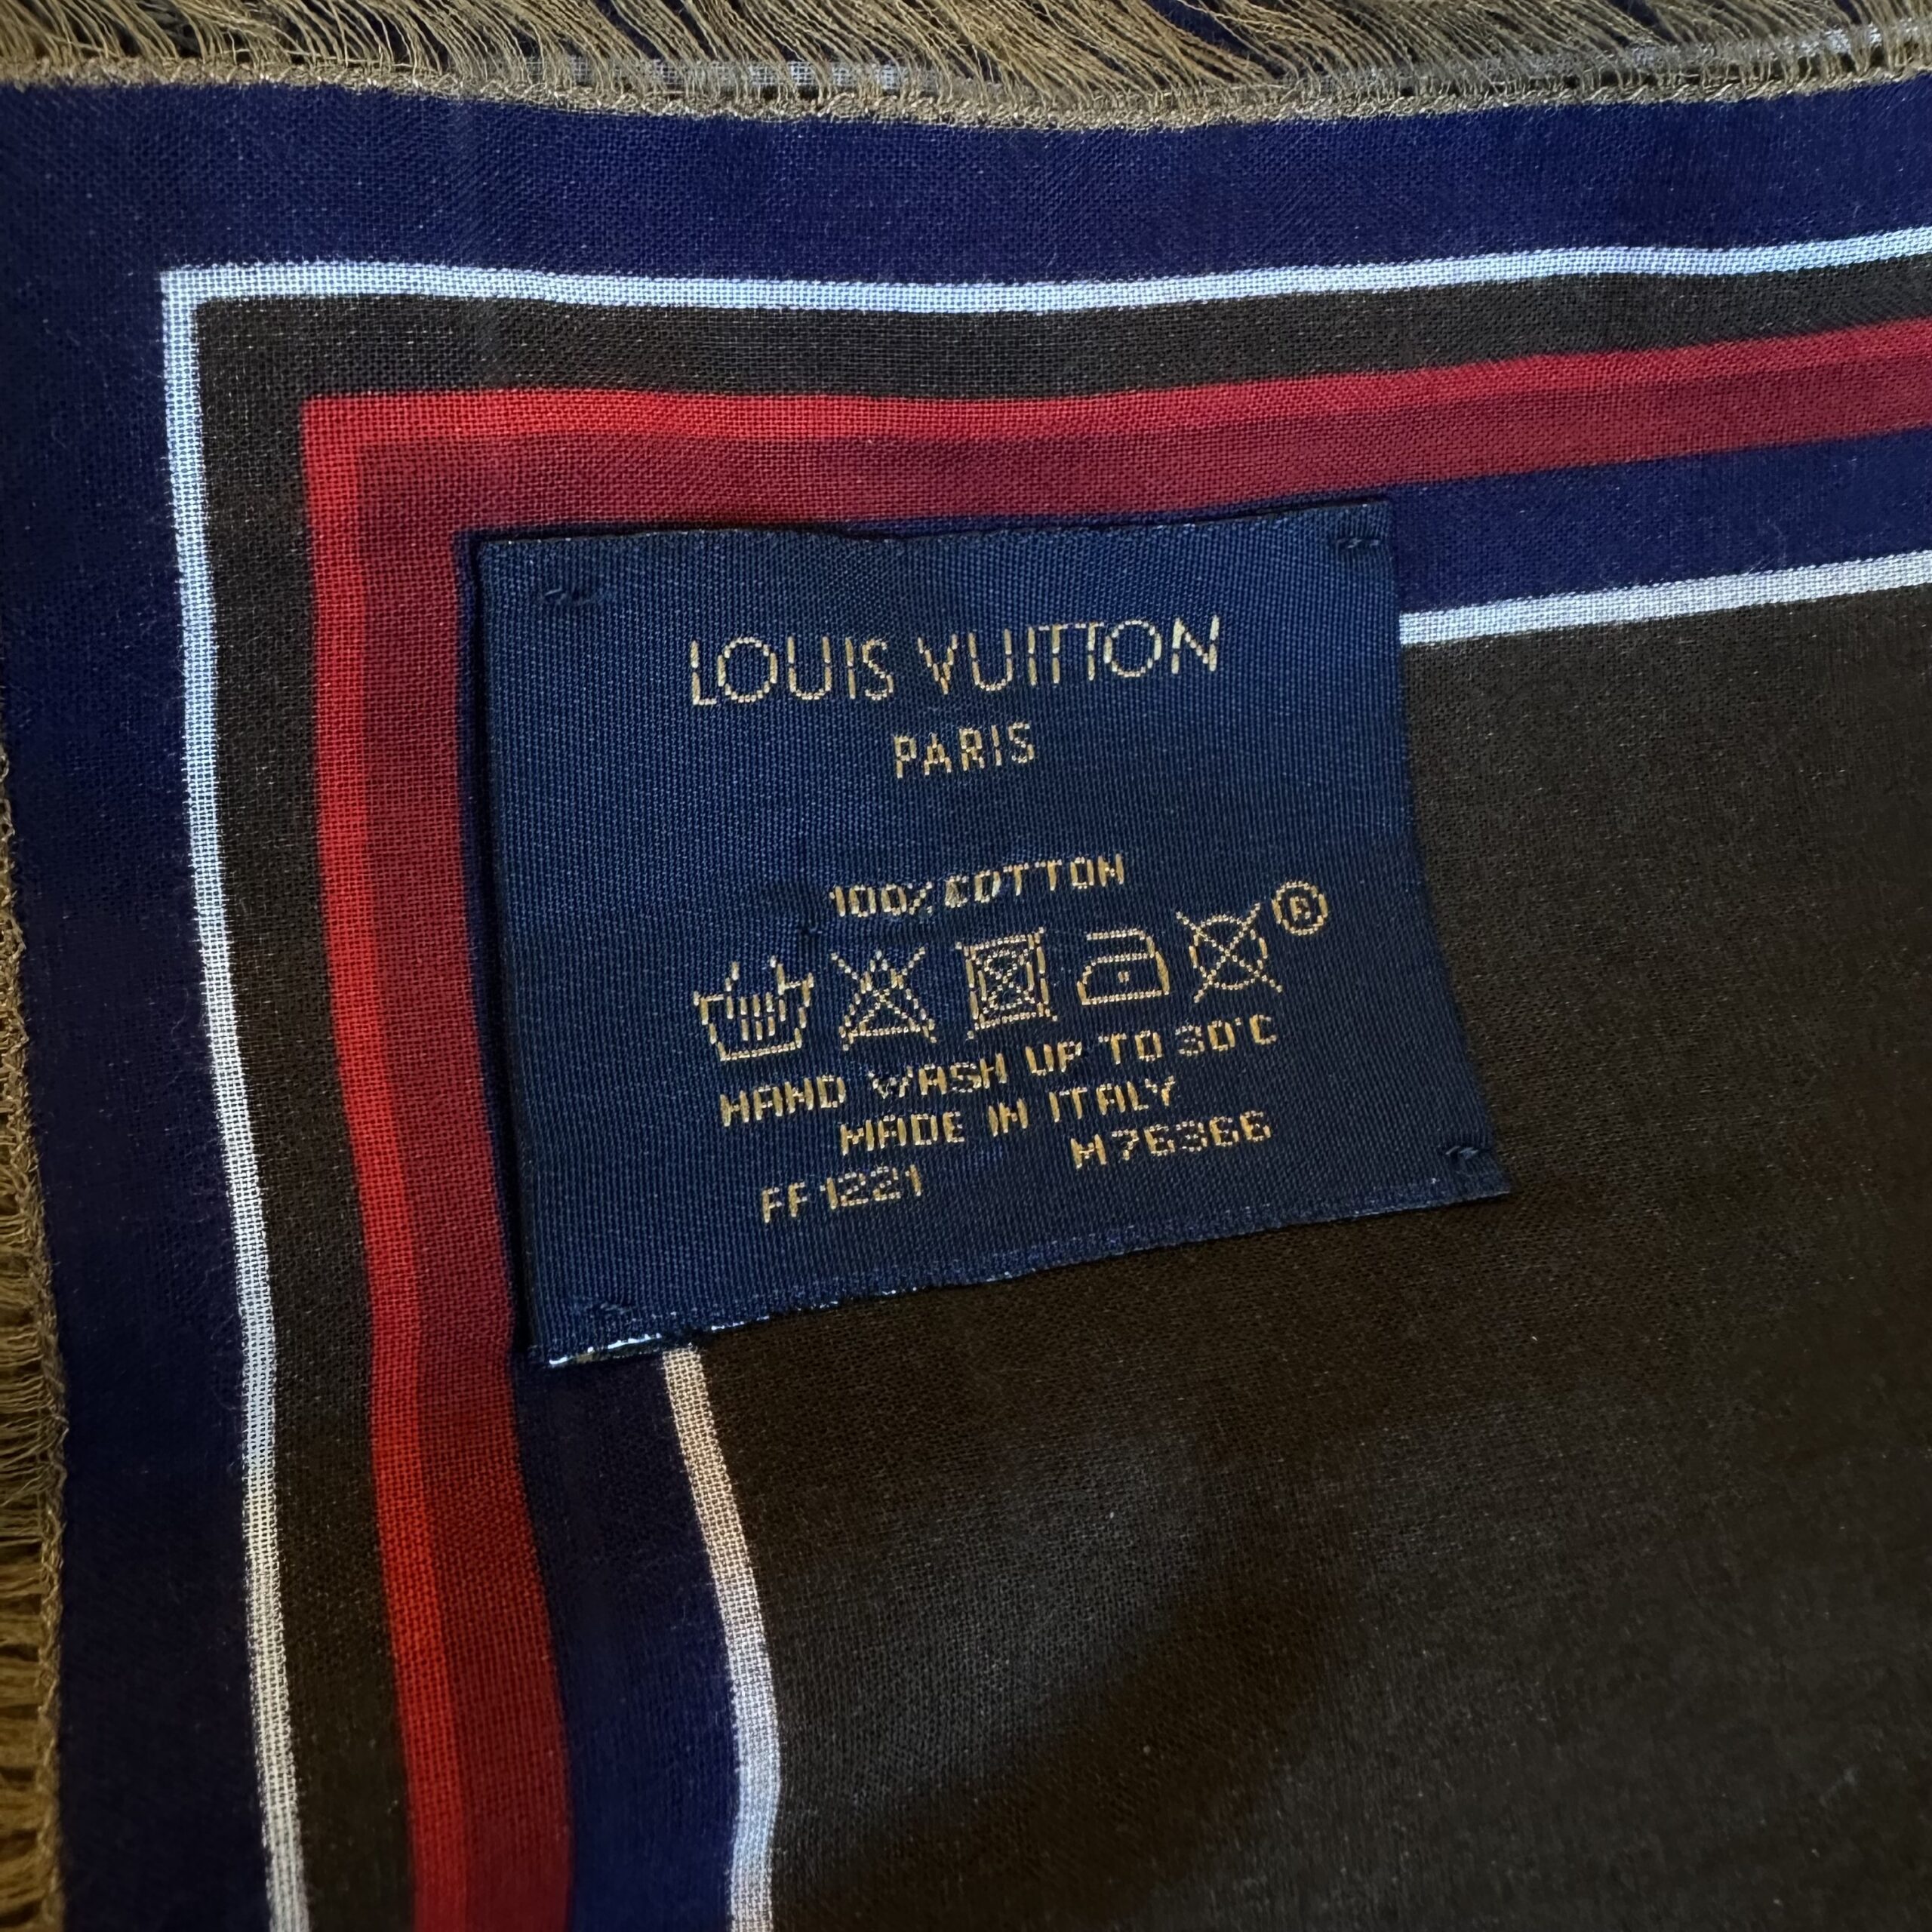 LOUIS VUITTON
PARIS
100% COTTON
HAND WASH UP TO 30°C
MADE IN ITALY
FF1221 M76366